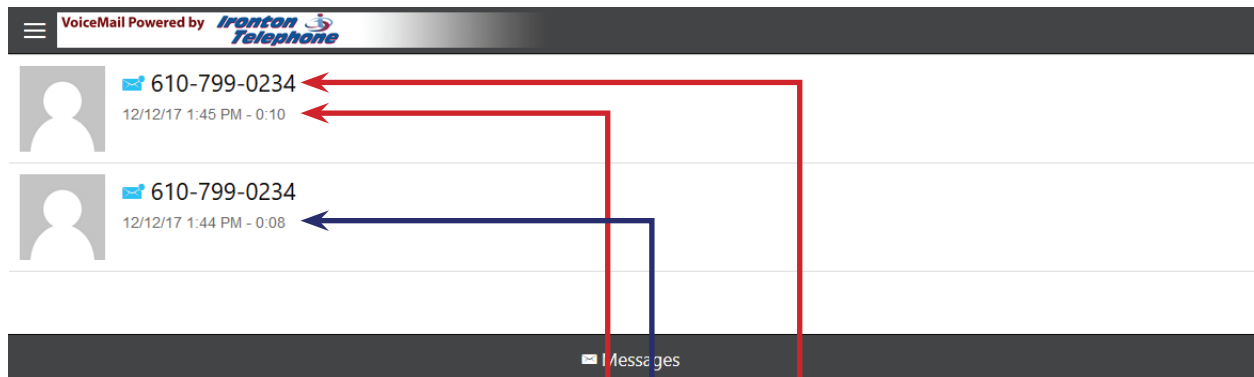 VoiceMail Powered by Ironton
Telephone
610-799-0234
12/12/17 1:45 PM - 0:10
610-799-0234
12/12/17 1:44 PM - 0:08
Messages